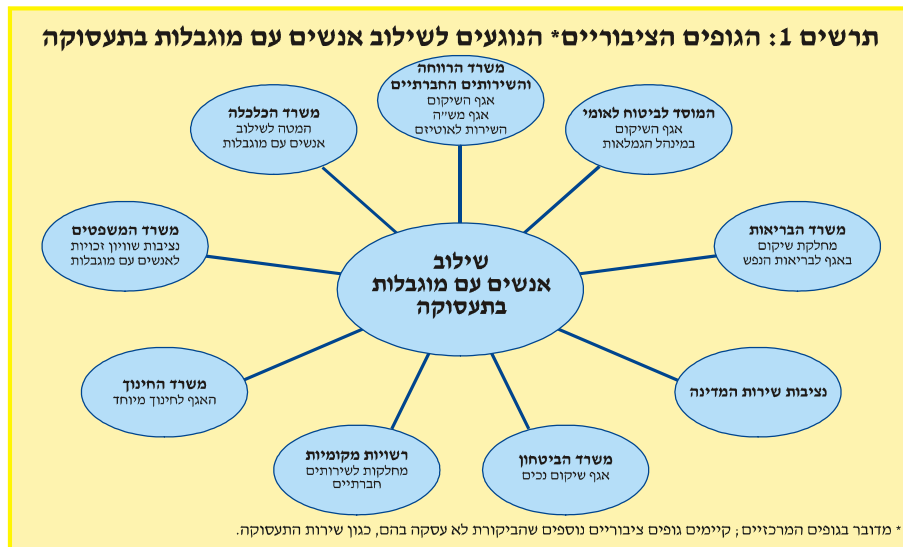 תרשים 1: הגופים הציבוריים* הנוגעים לשילוב אנשים עם מוגבלות בתעסוקה
משרד הרווחה
והשירותים החברתיים
אגף השיקום
אגף מש"ה
השירות לאוטיזם
המוסד לביטוח לאומי
אגף השיקום
במינהל הגמלאות
משרד הבריאות
מחלקת שיקום
באגף לבריאות הנפש
נציבות שירות המדינה
משרד הביטחון
אגף שיקום נכים
רשויות מקומיות
מחלקות לשירותים
חברתיים
משרד החינוך
האגף לחינוך מיוחד
משרד המשפטים
נציבות שוויון זכויות
לאנשים עם מוגבלות
משרד הכלכלה
המטה לשילוב
אנשים עם מוגבלות
שילוב
אנשים עם מוגבלות
בתעסוקה
* מדובר בגופים המרכזיים; קיימים גופים ציבוריים נוספים שהביקורת לא עסקה בהם, כגון שירות התעסוקה.